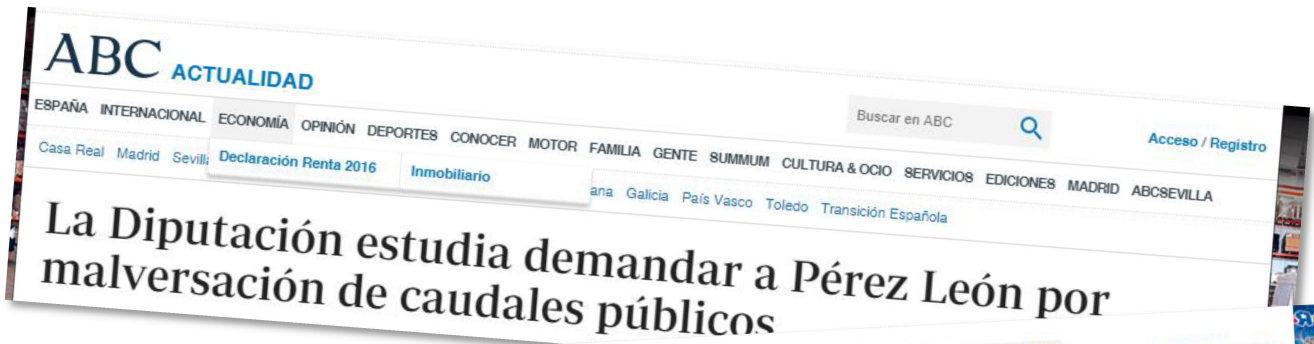 ABC ACTUALIDAD
Buscar en ABC
Acceso / Registro
ESPAÑA INTERNACIONAL ECONOMÍA OPINIÓN DEPORTES CONOCER MOTOR FAMILIA GENTE SUMMUM CULTURA & OCIO SERVICIOS EDICIONES MADRID ABCSEVILLA
Casa Real Madrid Sevill Declaración Renta 2016 Inmobiliario ana Galicia País Vasco Toledo Transición Española
La Diputación estudia demandar a Pérez León por
malversación de caudales públicos